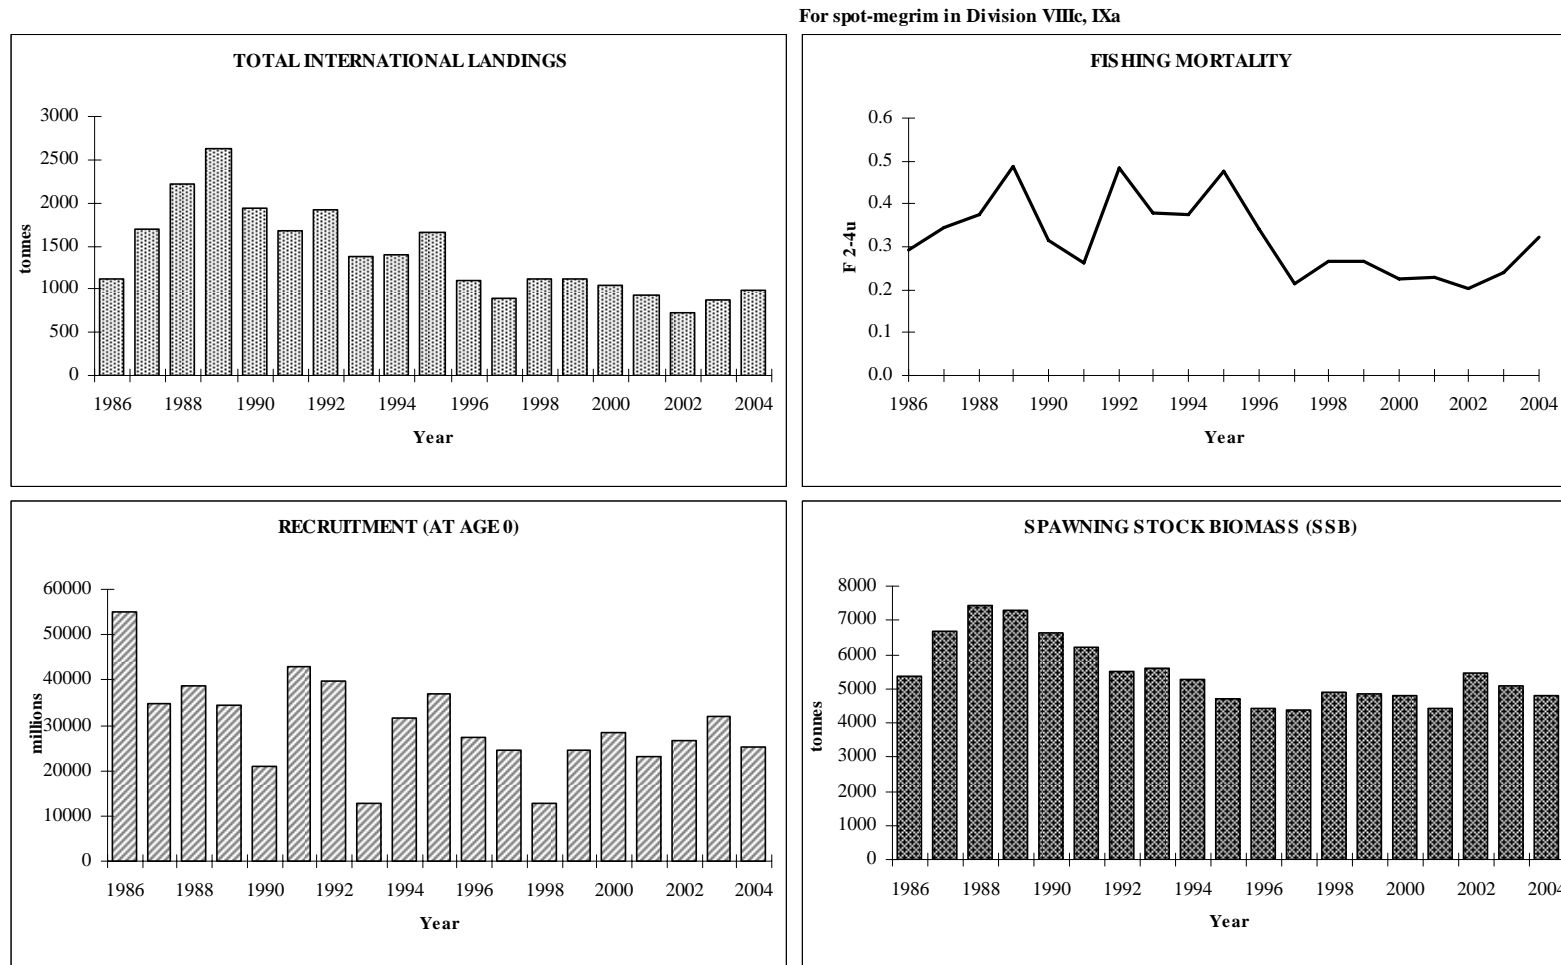 For spot-megrim in Division VIIIc, IXa
TOTAL INTERNATIONAL LANDINGS
3000
2500
2000
1500
1000
500
0
tonnes
1986 1988 1990 1992 1994 1996 1998 2000 2002 2004
Year
FISHING MORTALITY
0.6
0.5
0.4
0.3
0.2
0.1
0.0
F 2-4u
1986 1988 1990 1992 1994 1996 1998 2000 2002 2004
Year
RECRUITMENT (AT AGE 0)
60000
50000
40000
30000
20000
10000
0
millions
1986 1988 1990 1992 1994 1996 1998 2000 2002 2004
Year
SPAWNING STOCK BIOMASS (SSB)
8000
7000
6000
5000
4000
3000
2000
1000
0
tonnes
1986 1988 1990 1992 1994 1996 1998 2000 2002 2004
Year